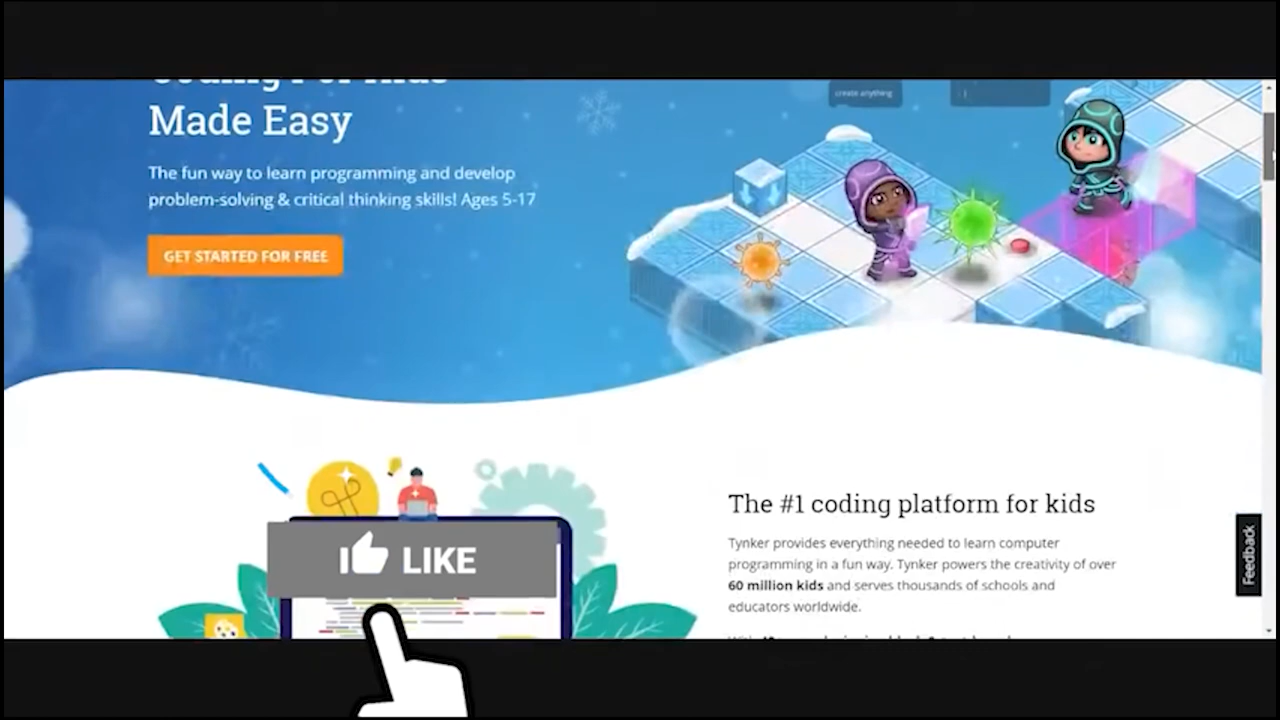 Coding For Kids
Made Easy
The fun way to learn programming and develop
problem-solving & critical thinking skills! Ages 5-17
GET STARTED FOR FREE
create anything
The #1 coding platform for kids
Tynker provides everything needed to learn computer
programming in a fun way. Tynker powers the creativity of over
60 million kids and serves thousands of schools and
educators worldwide.
Feedback
LIKE